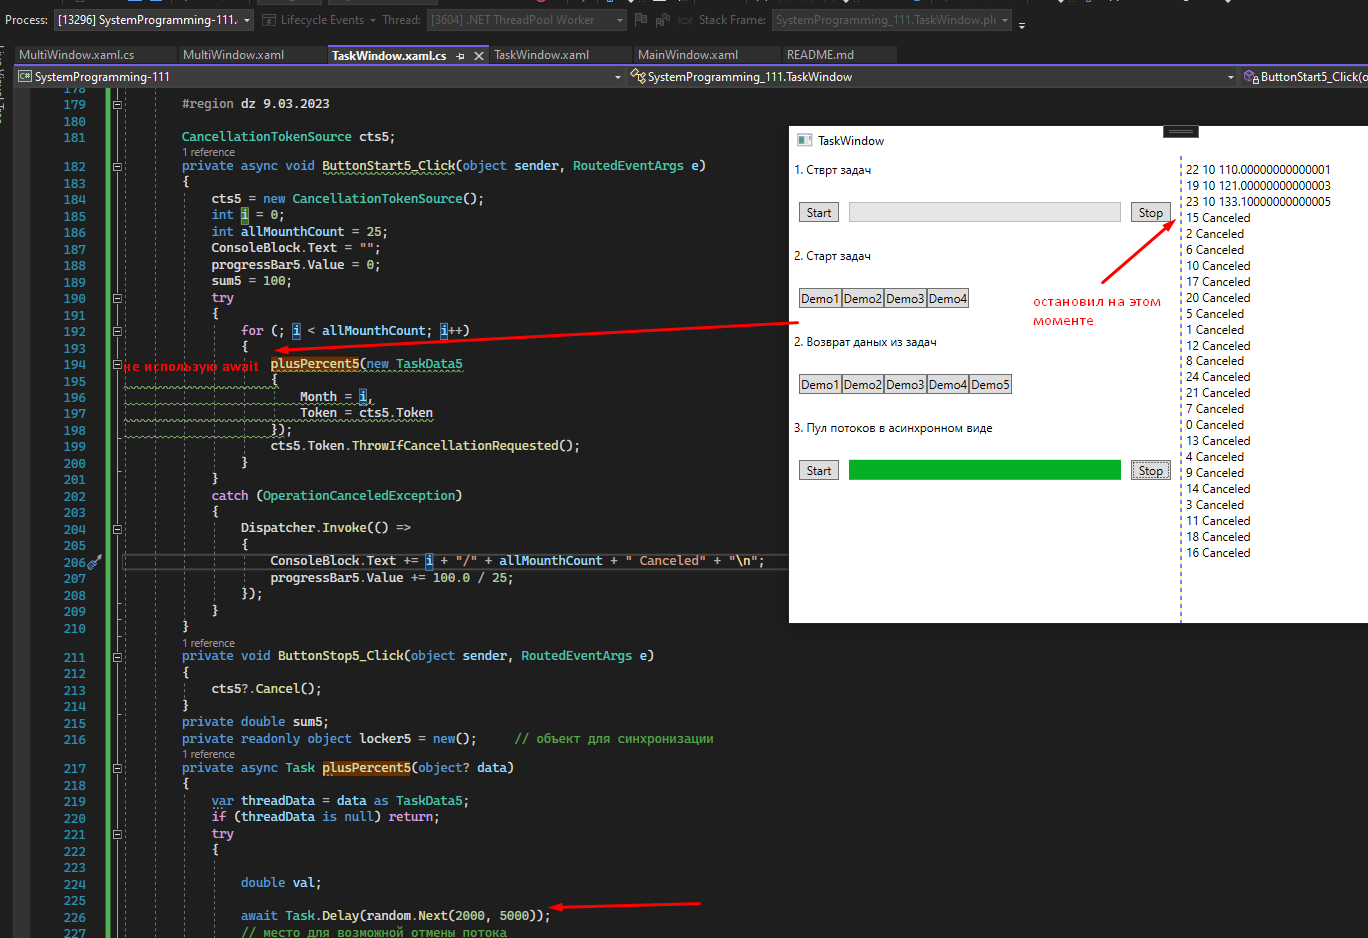 Process: [13296] SystemProgramming-111. Lifecycle Events Thread: [3604] .NET ThreadPool Worker Stack Frame: SystemProgramming_111.TaskWindow.plu
MultiWindow.xaml.cs MultiWindow.xaml TaskWindow.xaml.cs TaskWindow.xaml MainWindow.xaml README.md
C# SystemProgramming-111 SystemProgramming_111.TaskWindow ButtonStart5_Click(o
178
179 #region dz 9.03.2023
180
181 CancellationTokenSource cts5;
1 reference
182 private async void ButtonStart5_Click(object sender, RoutedEventArgs e)
183 {
184 cts5 = new CancellationTokenSource();
185 int i = 0;
186 int allMounthCount = 25;
187 ConsoleBlock.Text = "";
188 progressBar5.Value = 0;
189 sum5 = 100;
190 try
191 {
192 for (; i < allMounthCount; i++)
193 {
194 не использую await plusPercent5(new TaskData5
195 {
196 Month = i,
197 Token = cts5.Token
198 });
199 cts5.Token.ThrowIfCancellationRequested();
200 }
201 }
202 catch (OperationCanceledException)
203 {
204 Dispatcher.Invoke(() =>
205 {
206 ConsoleBlock.Text += i + "/" + allMounthCount + " Canceled" + "\n";
207 progressBar5.Value += 100.0 / 25;
208 });
209 }
210 }
1 reference
211 private void ButtonStop5_Click(object sender, RoutedEventArgs e)
212 {
213 cts5?.Cancel();
214 }
215 private double sum5;
216 private readonly object locker5 = new(); // объект для синхронизации
1 reference
217 private async Task plusPercent5(object? data)
218 {
219 var threadData = data as TaskData5;
220 if (threadData is null) return;
221 try
222 {
223
224 double val;
225
226 await Task.Delay(random.Next(2000, 5000));
227 // место для возможной отмены потока
TaskWindow
1. Стврт задач
Start Stop
2. Старт задач
Demo1 Demo2 Demo3 Demo4
2. Возврат даных из задач
Demo1 Demo2 Demo3 Demo4 Demo5
3. Пул потоков в асинхронном виде
Start Stop
остановил на этом
моменте
22 10 110.00000000000001
19 10 121.00000000000003
23 10 133.10000000000005
15 Canceled
2 Canceled
6 Canceled
10 Canceled
17 Canceled
20 Canceled
5 Canceled
1 Canceled
12 Canceled
8 Canceled
24 Canceled
21 Canceled
7 Canceled
0 Canceled
13 Canceled
4 Canceled
9 Canceled
14 Canceled
3 Canceled
11 Canceled
18 Canceled
16 Canceled